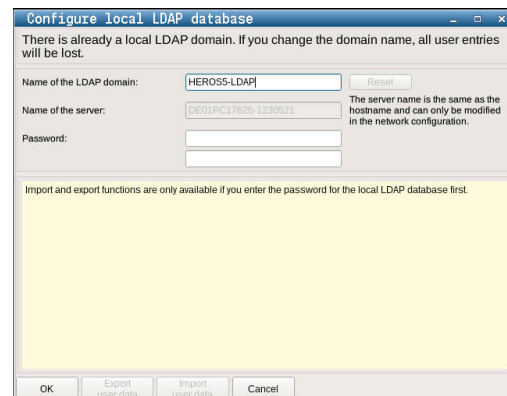 Configure local LDAP database
There is already a local LDAP domain. If you change the domain name, all user entries
will be lost.
Name of the LDAP domain:
HEROS5-LDAP
Reset
Name of the server:
DE01PC17626-1230521
The server name is the same as the
hostname and can only be modified
in the network configuration.
Password:
Import and export functions are only available if you enter the password for the local LDAP database first.
OK
Export
user data
Import
user data
Cancel